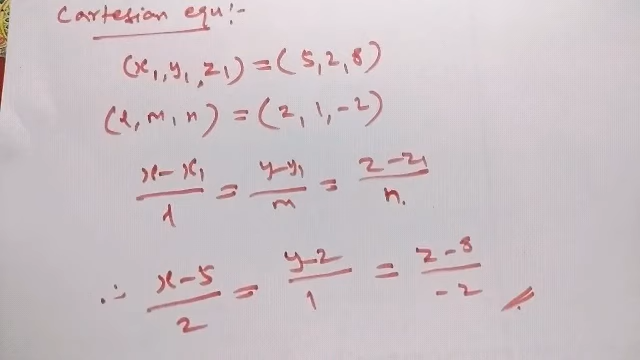 Cartesian equ:-
(x₁, y₁, z₁) = (5, 2, 8)
(l, m, n) = (2, 1, -2)
x-x₁/l = y-y₁/m = z-z₁/n.
∴ x-5/2 = y-2/1 = z-8/-2